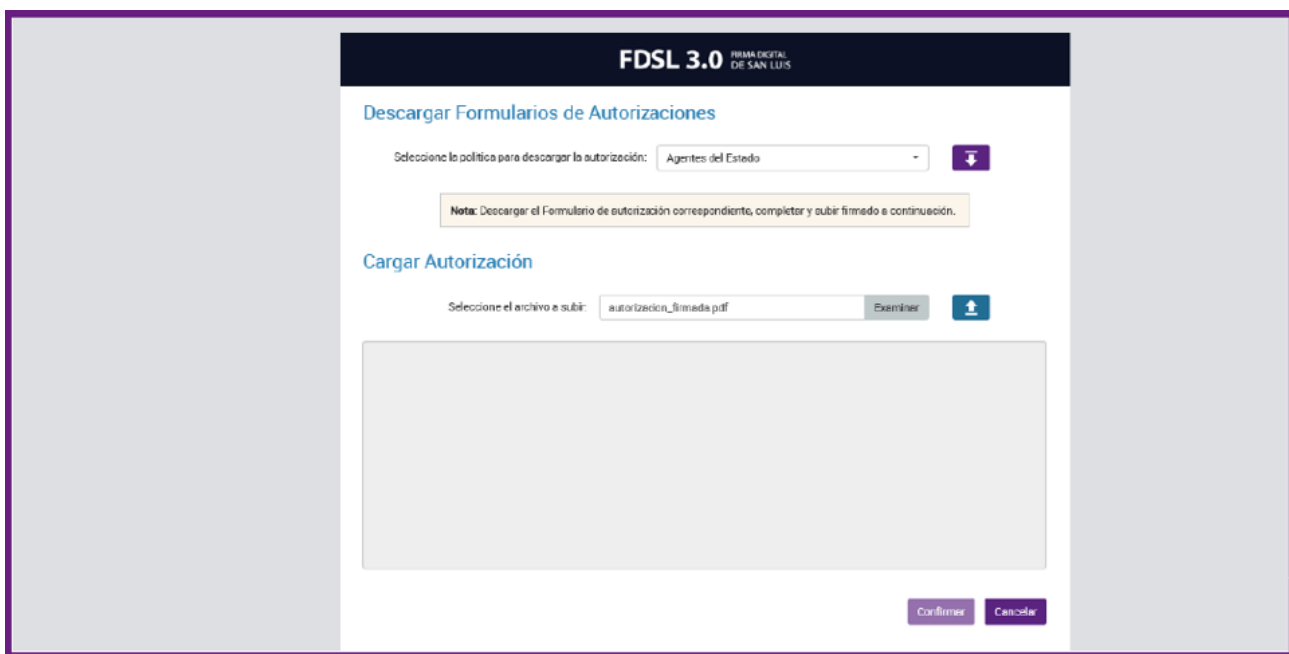 FDSL 3.0 FIRMA DIGITAL
DE SAN LUIS
Descargar Formularios de Autorizaciones
Seleccione la política para descargar la autorización: Agentes del Estado
Nota: Descargar el Formulario de autorización correspondiente, completar y subir firmado a continuación.
Cargar Autorización
Seleccione el archivo a subir: autorizacion_firmada.pdf Examinar
Confirmar Cancelar